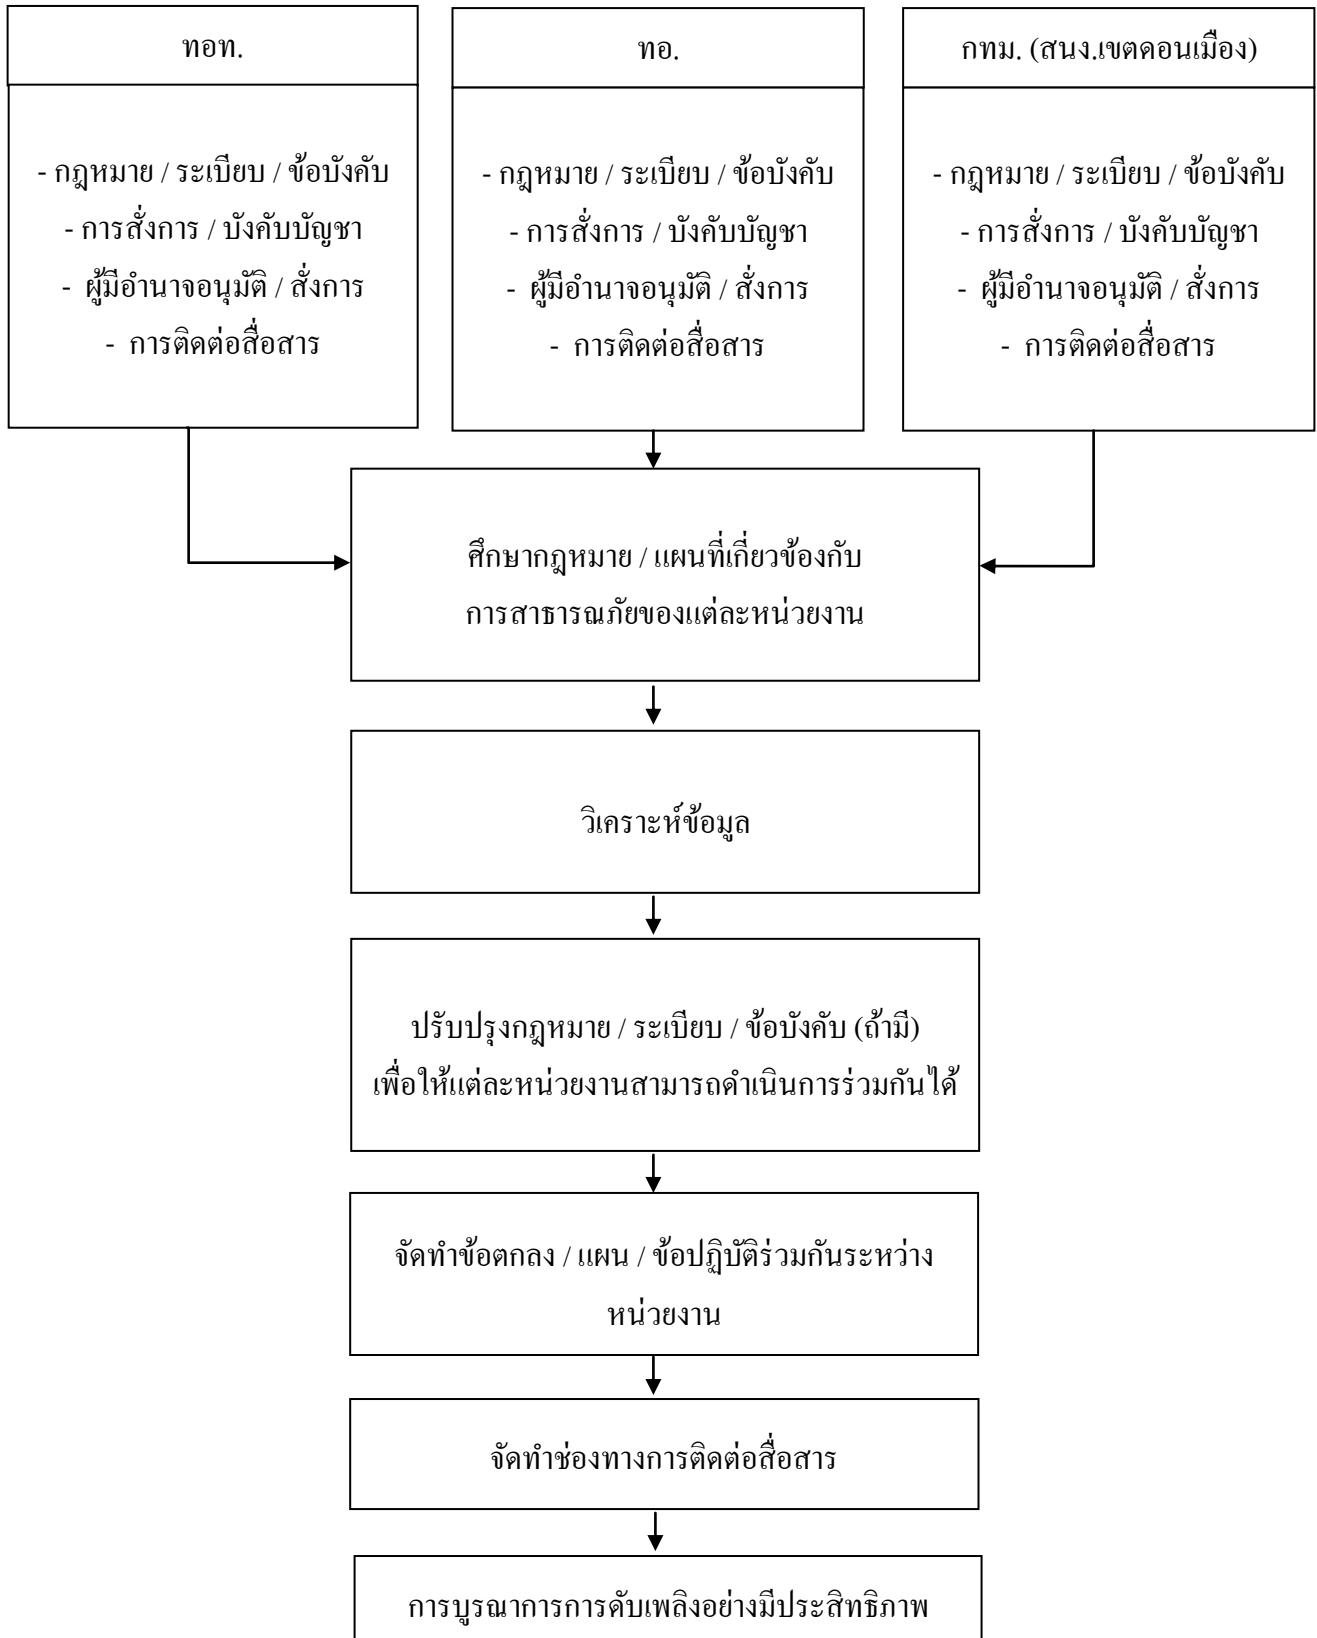 ทอท.
- กฎหมาย / ระเบียบ / ข้อบังคับ
- การสั่งการ / บังคับบัญชา
- ผู้มีอำนาจอนุมัติ / สั่งการ
- การติดต่อสื่อสาร
ทอ.
- กฎหมาย / ระเบียบ / ข้อบังคับ
- การสั่งการ / บังคับบัญชา
- ผู้มีอำนาจอนุมัติ / สั่งการ
- การติดต่อสื่อสาร
กทม. (สนง.เขตดอนเมือง)
- กฎหมาย / ระเบียบ / ข้อบังคับ
- การสั่งการ / บังคับบัญชา
- ผู้มีอำนาจอนุมัติ / สั่งการ
- การติดต่อสื่อสาร
ศึกษากฎหมาย / แผนที่เกี่ยวข้องกับ
การสาธารณภัยของแต่ละหน่วยงาน
วิเคราะห์ข้อมูล
ปรับปรุงกฎหมาย / ระเบียบ / ข้อบังคับ (ถ้ามี)
เพื่อให้แต่ละหน่วยงานสามารถดำเนินการร่วมกันได้
จัดทำข้อตกลง / แผน / ข้อปฏิบัติร่วมกันระหว่าง
หน่วยงาน
จัดทำช่องทางการติดต่อสื่อสาร
การบูรณาการการดับเพลิงอย่างมีประสิทธิภาพ